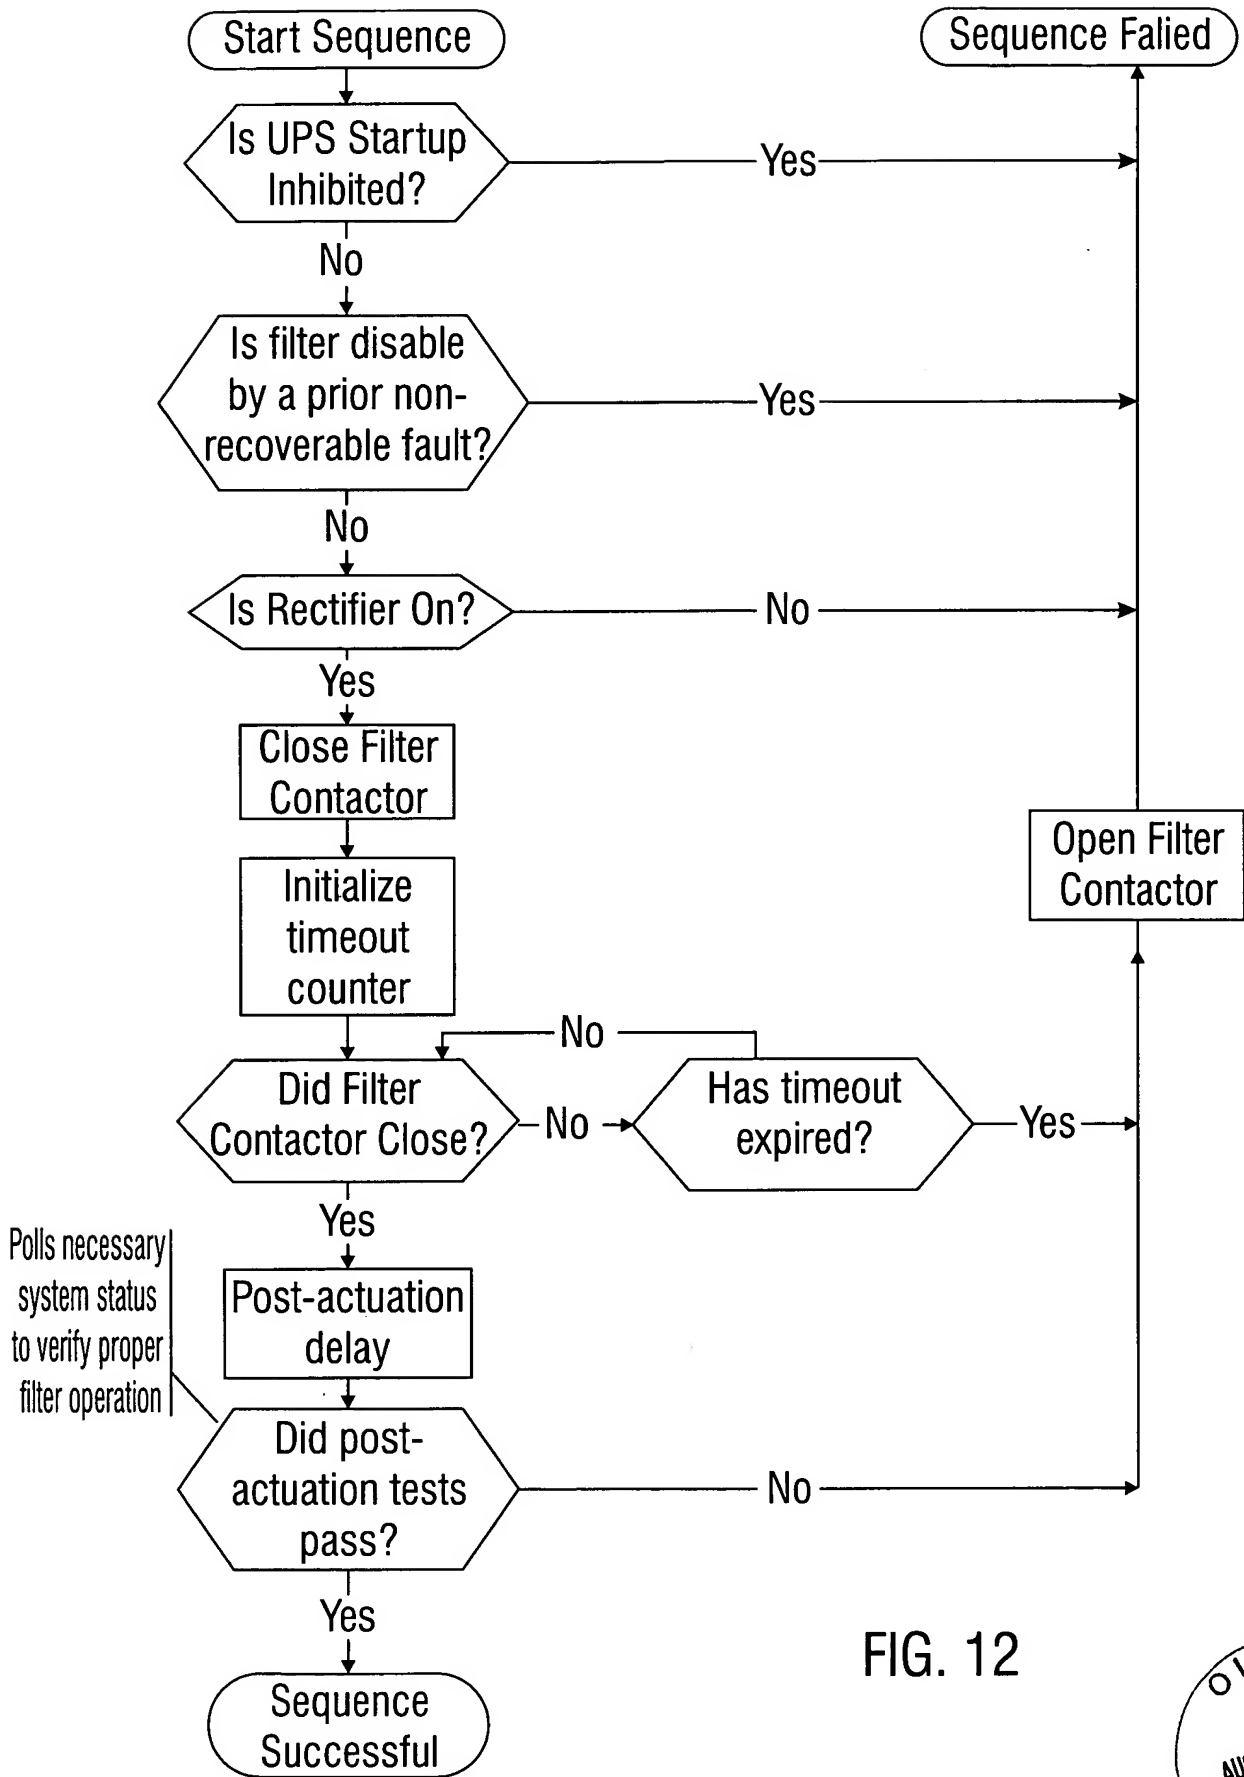 Start Sequence
Sequence Falied
Is UPS Startup
Inhibited?
Yes
No
Is filter disable
by a prior non-
recoverable fault?
Yes
No
Is Rectifier On?
No
Yes
Close Filter
Contactor
Open Filter
Contactor
Initialize
timeout
counter
No
Did Filter
Contactor Close?
No
Has timeout
expired?
Yes
Yes
Polls necessary
system status
to verify proper
filter operation
Post-actuation
delay
Did post-
actuation tests
pass?
No
Yes
Sequence
Successful
FIG. 12